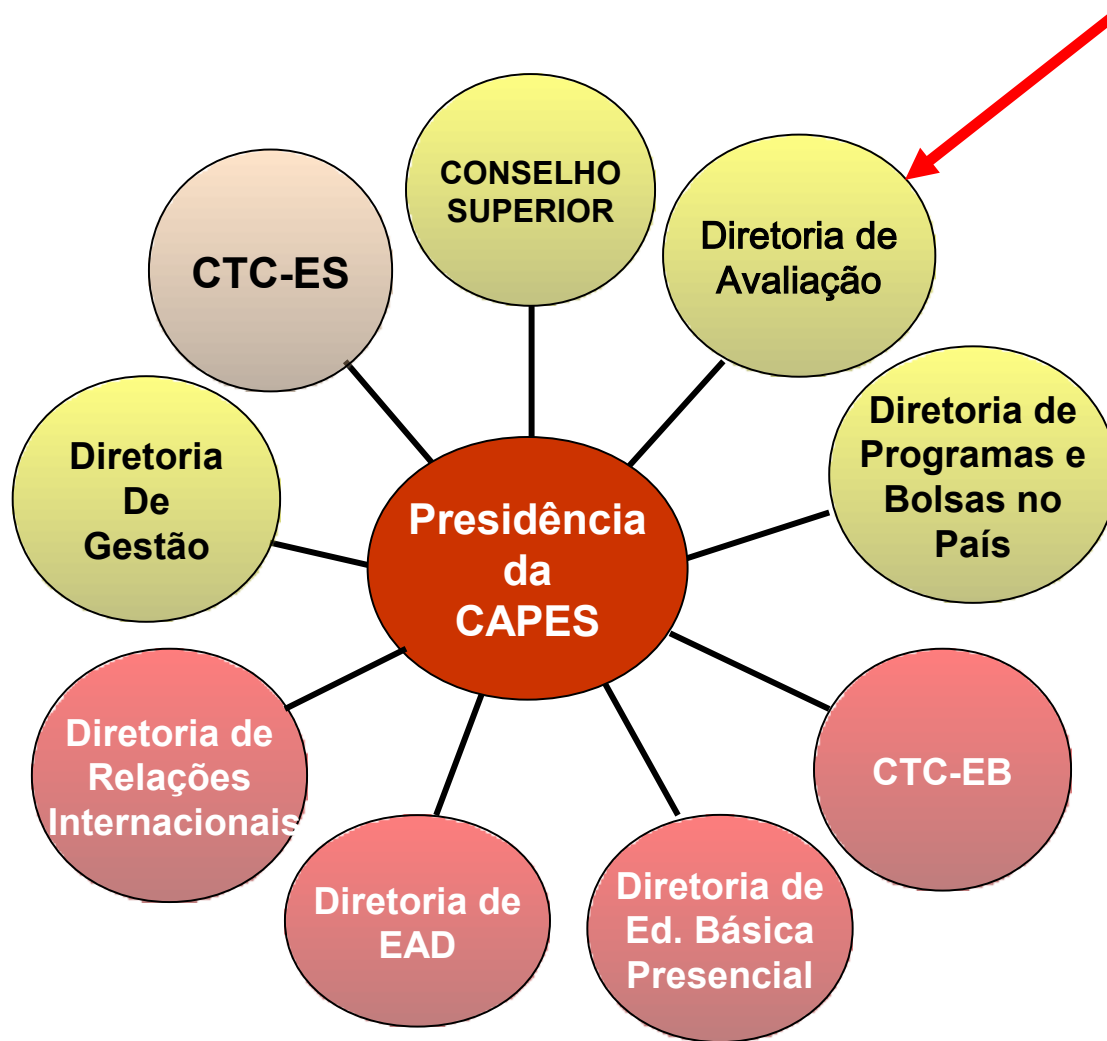 CONSELHO
SUPERIOR
Diretoria de
Avaliação
CTC-ES
Diretoria de
Programas e
Bolsas no
País
Diretoria
De
Gestão
Presidência
da
CAPES
Diretoria de
Relações
Internacionais
CTC-EB
Diretoria de
EAD
Diretoria de
Ed. Básica
Presencial